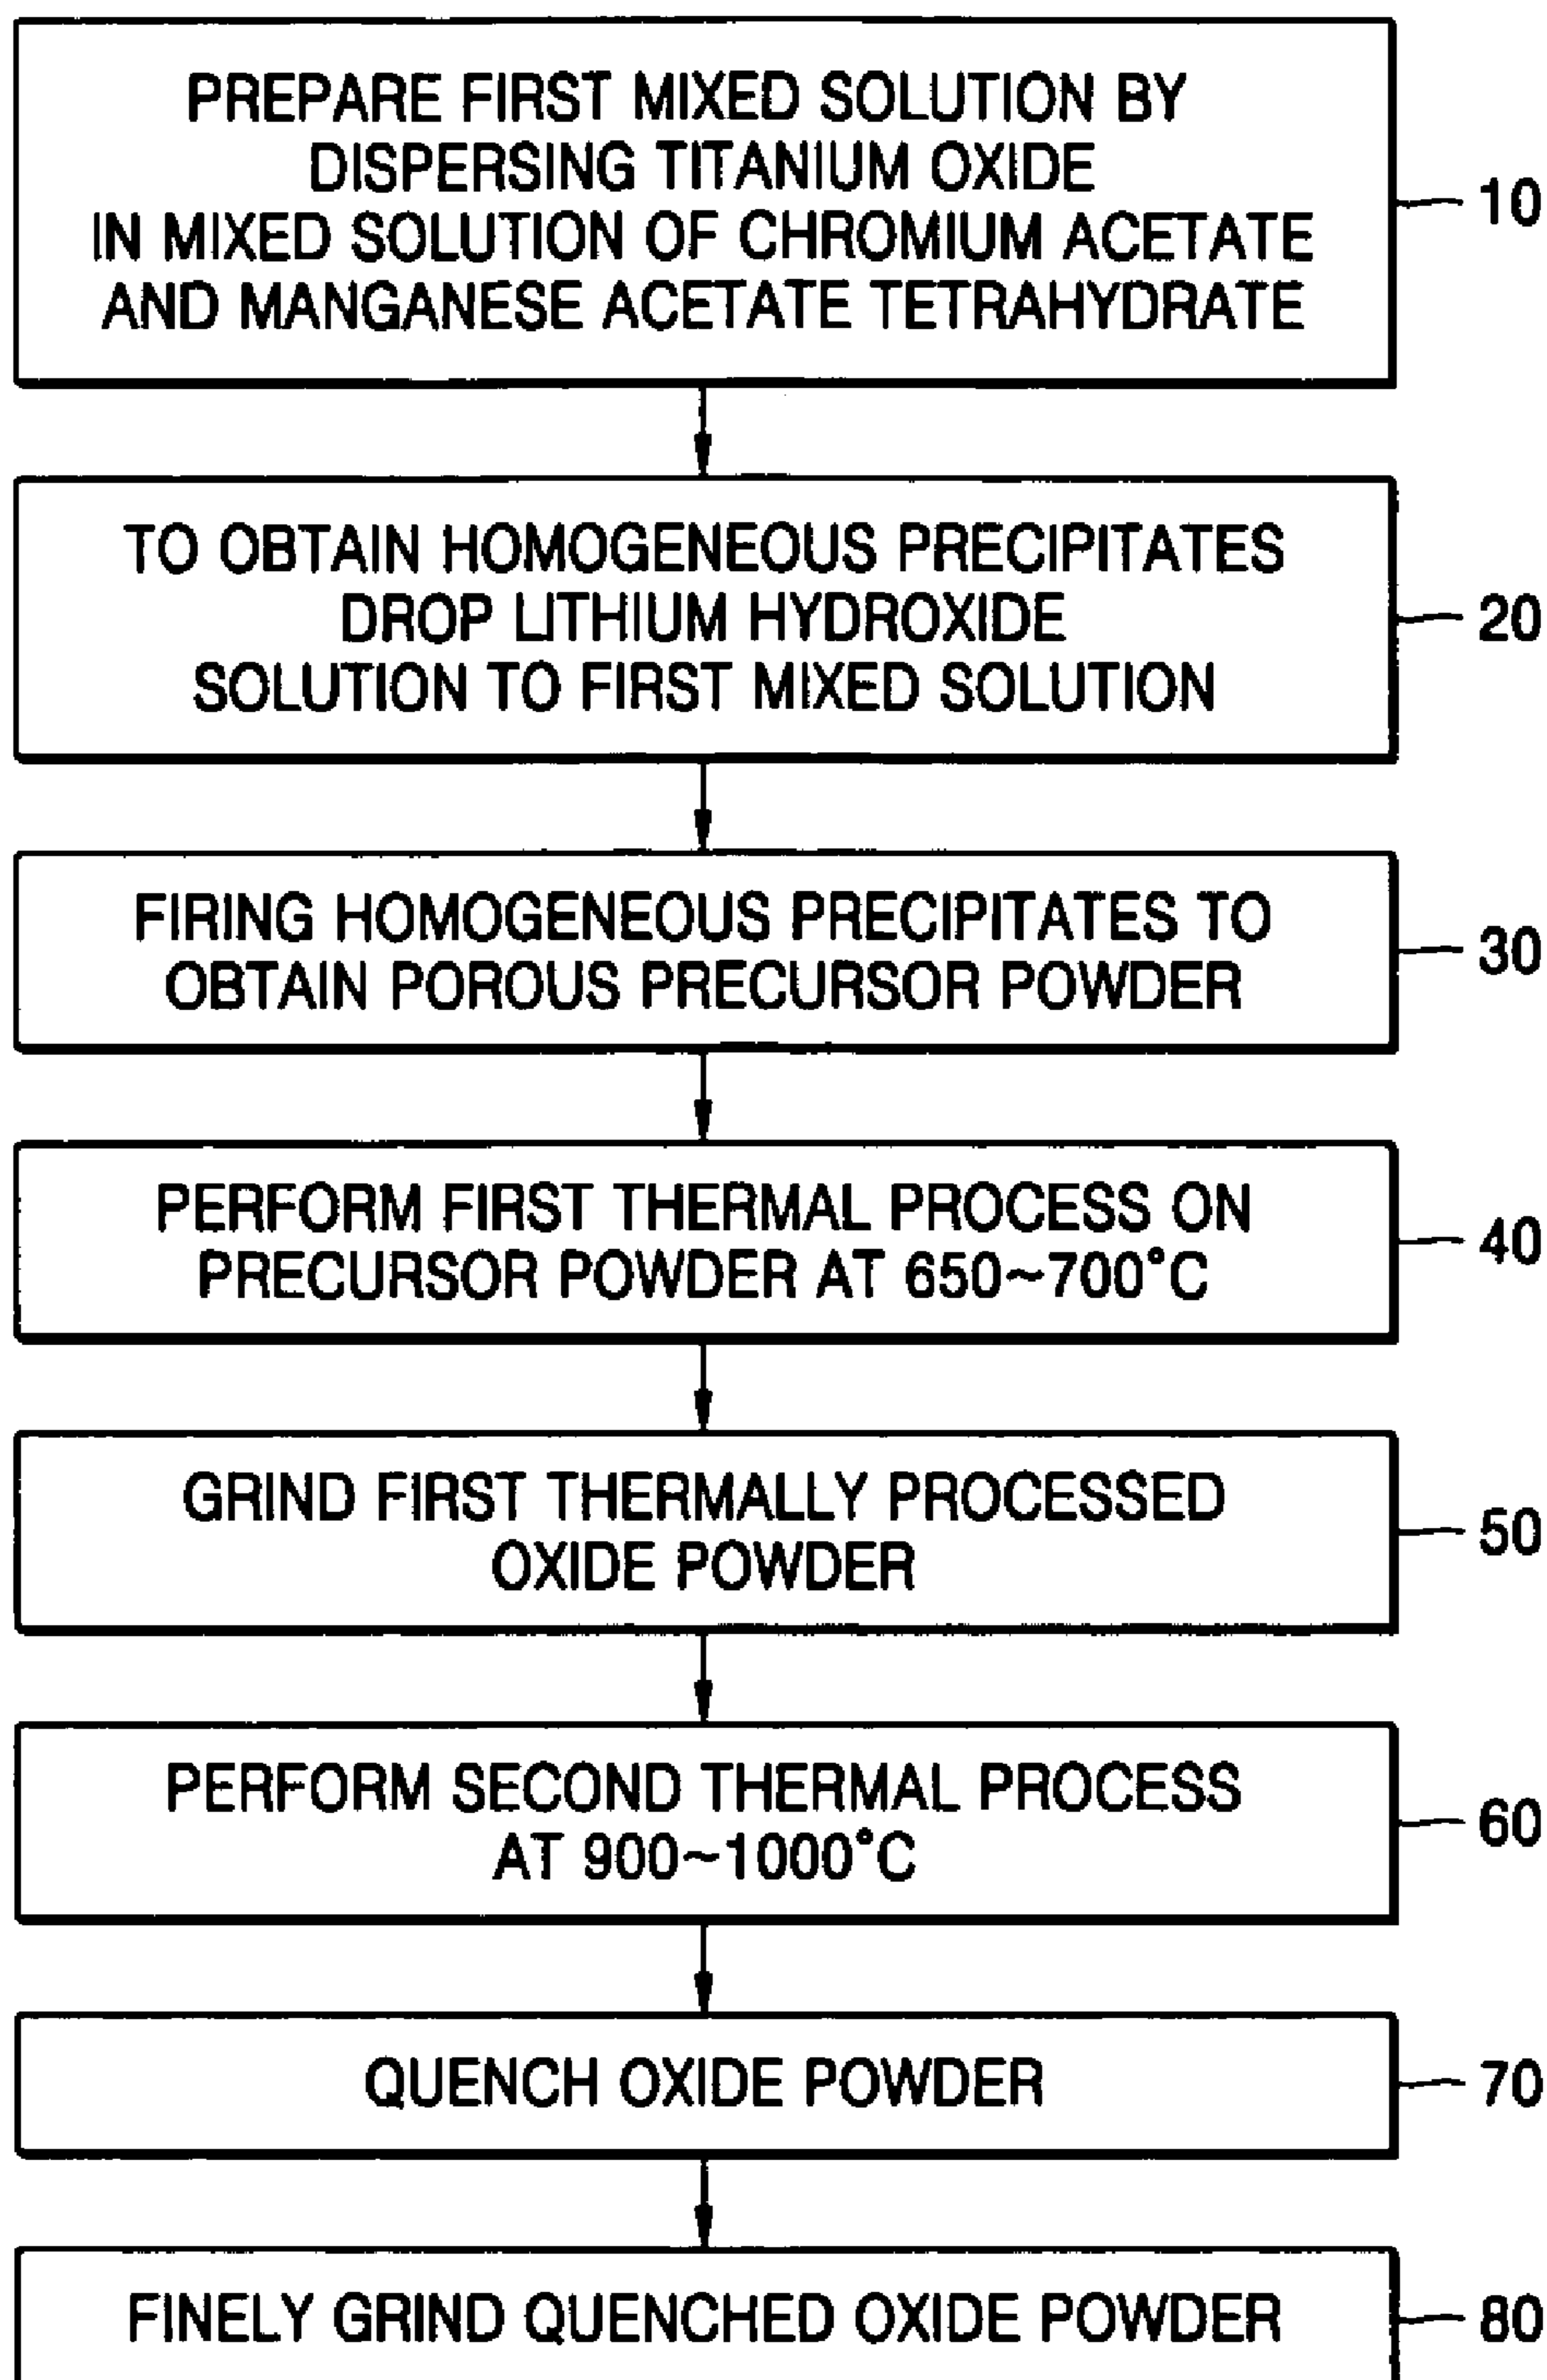 PREPARE FIRST MIXED SOLUTION BY
DISPERSING TITANIUM OXIDE
IN MIXED SOLUTION OF CHROMIUM ACETATE
AND MANGANESE ACETATE TETRAHYDRATE
10
TO OBTAIN HOMOGENEOUS PRECIPITATES
DROP LITHIUM HYDROXIDE
SOLUTION TO FIRST MIXED SOLUTION
20
FIRING HOMOGENEOUS PRECIPITATES TO
OBTAIN POROUS PRECURSOR POWDER
30
PERFORM FIRST THERMAL PROCESS ON
PRECURSOR POWDER AT 650~700°C
40
GRIND FIRST THERMALLY PROCESSED
OXIDE POWDER
50
PERFORM SECOND THERMAL PROCESS
AT 900~1000°C
60
QUENCH OXIDE POWDER
70
FINELY GRIND QUENCHED OXIDE POWDER
80